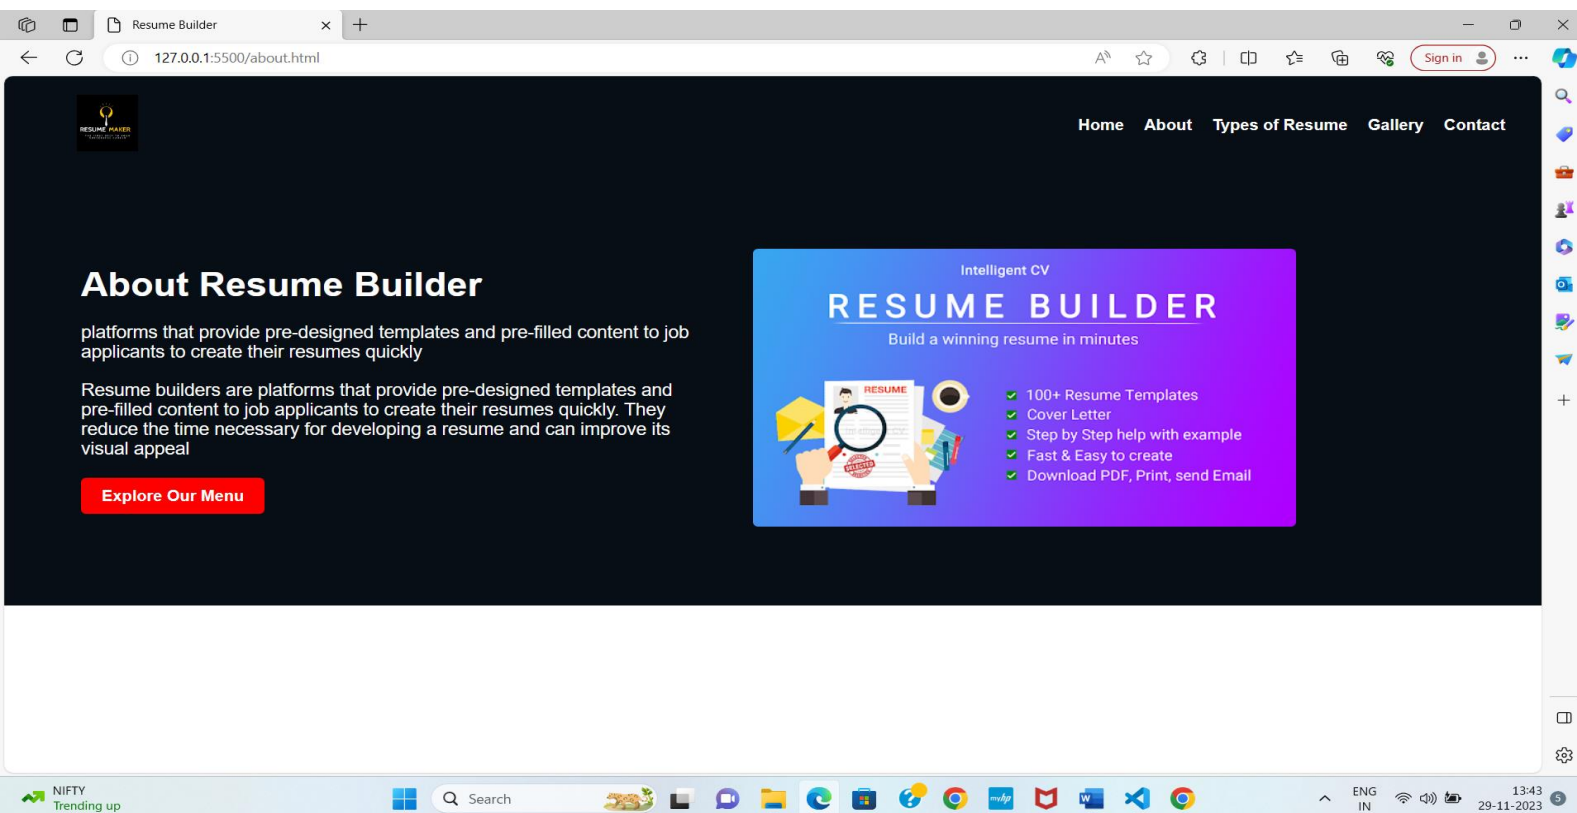 Resume Builder
127.0.0.1:5500/about.html
Sign in
RESUME MAKER
Home About Types of Resume Gallery Contact
About Resume Builder
platforms that provide pre-designed templates and pre-filled content to job
applicants to create their resumes quickly
Resume builders are platforms that provide pre-designed templates and
pre-filled content to job applicants to create their resumes quickly. They
reduce the time necessary for developing a resume and can improve its
visual appeal
Explore Our Menu
Intelligent CV
RESUME BUILDER
Build a winning resume in minutes
RESUME
SELECTED
100+ Resume Templates
Cover Letter
Step by Step help with example
Fast & Easy to create
Download PDF, Print, send Email
NIFTY
Trending up
Search
myhp
W
ENG
IN
13:43
29-11-2023
5